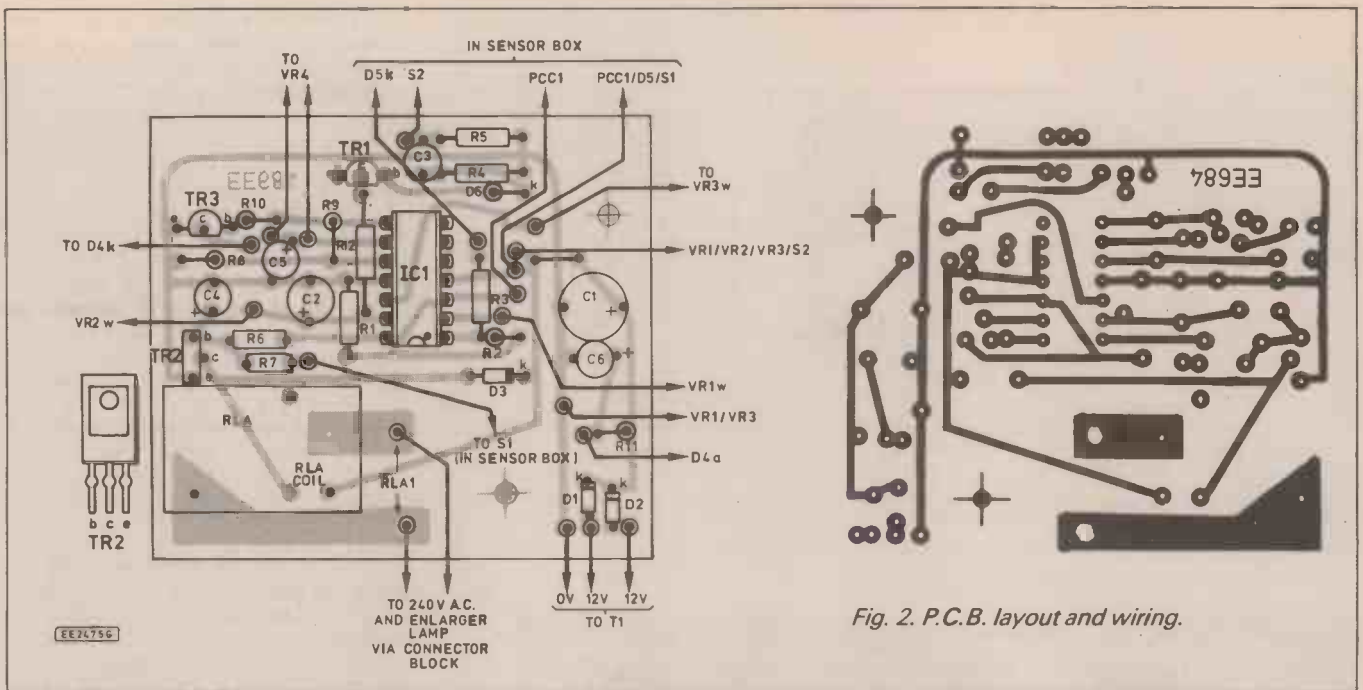 IN SENSOR BOX
TO
VR4
D5k
S2
PCC1
PCC1/D5/S1
TR1
b
C3
R5
R4
D6
k
TO
VR3w
EE684
TR3
e
c
b
R10
R9
TO D4k
R8
C5
+
R12
IC1
VR1/VR2/VR3/S2
R3
C1
+
C4
+
C2
+
R1
VR2w
R2
C6
+
TR2
b
c
e
R6
R7
D3
k
VR1w
VR1/VR3
RLA
TO S1
(IN SENSOR BOX)
R11
D4a
RLA
COIL
RLA1
k
D1
k
D2
b c e
TR2
0V 12V 12V
TO T1
TO 240V A.C.
AND ENLARGER
LAMP
VIA CONNECTOR
BLOCK
EE2475G
EE684
Fig. 2. P.C.B. layout and wiring.